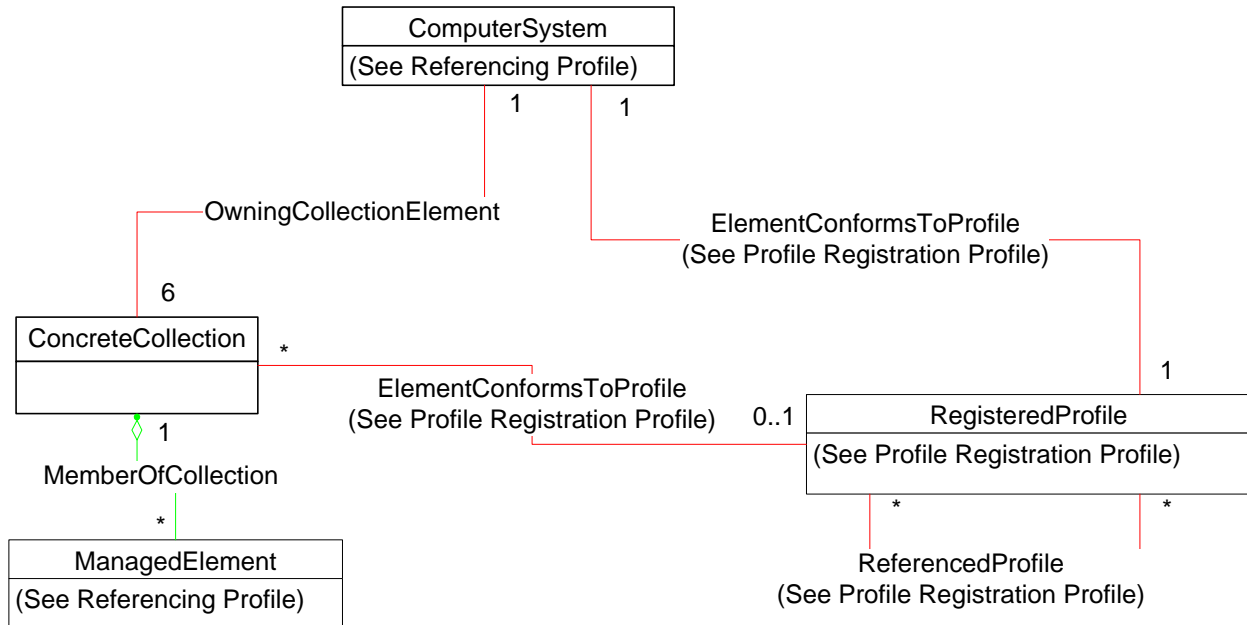 ComputerSystem
(See Referencing Profile)
1
1
OwningCollectionElement
ElementConformsToProfile
(See Profile Registration Profile)
6
ConcreteCollection
*
ElementConformsToProfile
(See Profile Registration Profile)
1
0..1
RegisteredProfile
(See Profile Registration Profile)
1
MemberOfCollection
*
ManagedElement
(See Referencing Profile)
*
*
ReferencedProfile
(See Profile Registration Profile)